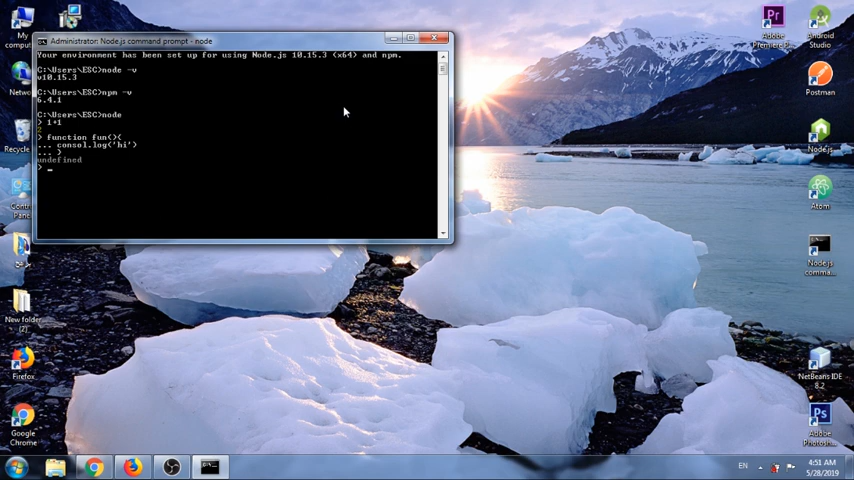 Administrator: Node.js command prompt - node
Your environment has been set up for using Node.js 10.15.3 (x64) and npm.
C:\Users\ESC>node -v
v10.15.3
C:\Users\ESC>npm -v
6.4.1
C:\Users\ESC>node
> 1+1
2
> function fun(){
... consol.log('hi')
... }
undefined
>
My
compu
Netwo
Recycle
Contr
Pane
New folder
(2)
Firefox
Google
Chrome
Adobe
Premiere P...
Android
Studio
Postman
Node.js
Atom
Node.js
comma...
NetBeans IDE
8.2
Adobe
Photosh...
EN
4:51 AM
5/28/2019